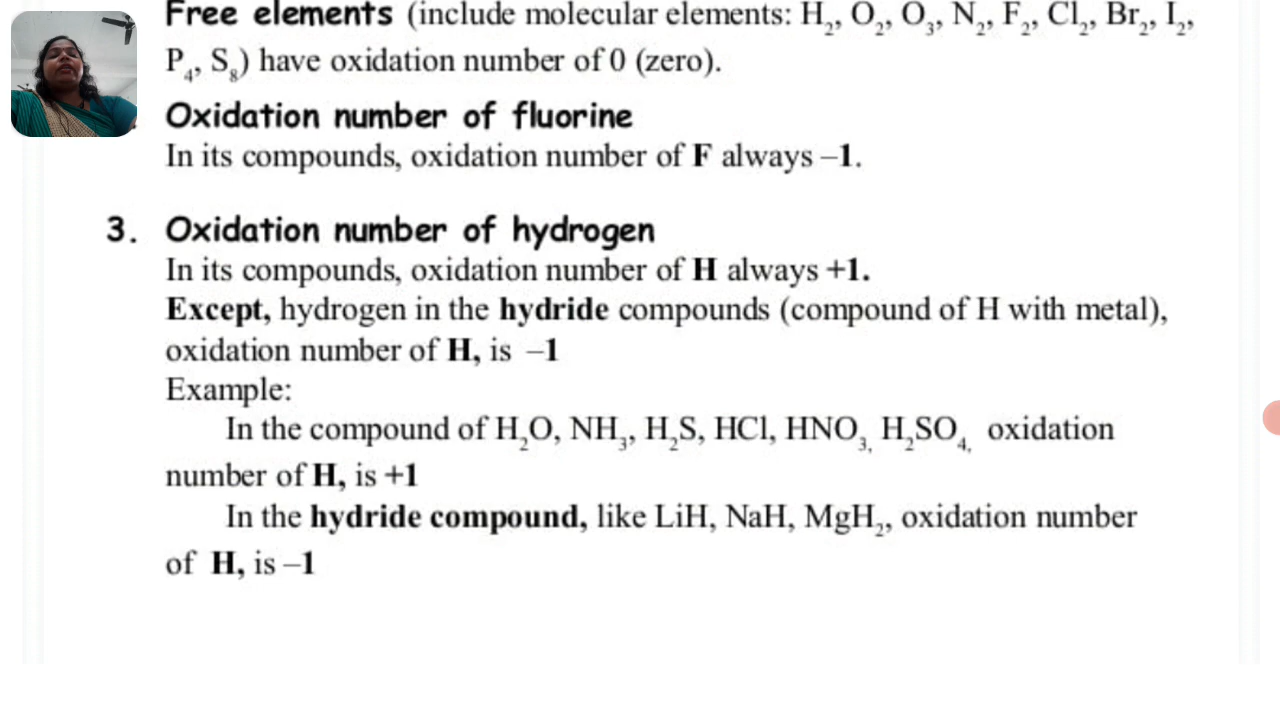 Free elements (include molecular elements: H₂, O₂, O₃, N₂, F₂, Cl₂, Br₂, I₂,
P₄, S₈) have oxidation number of 0 (zero).
Oxidation number of fluorine
In its compounds, oxidation number of F always –1.
3. Oxidation number of hydrogen
In its compounds, oxidation number of H always +1.
Except, hydrogen in the hydride compounds (compound of H with metal),
oxidation number of H, is –1
Example:
In the compound of H₂O, NH₃, H₂S, HCl, HNO₃, H₂SO₄, oxidation
number of H, is +1
In the hydride compound, like LiH, NaH, MgH₂, oxidation number
of H, is –1